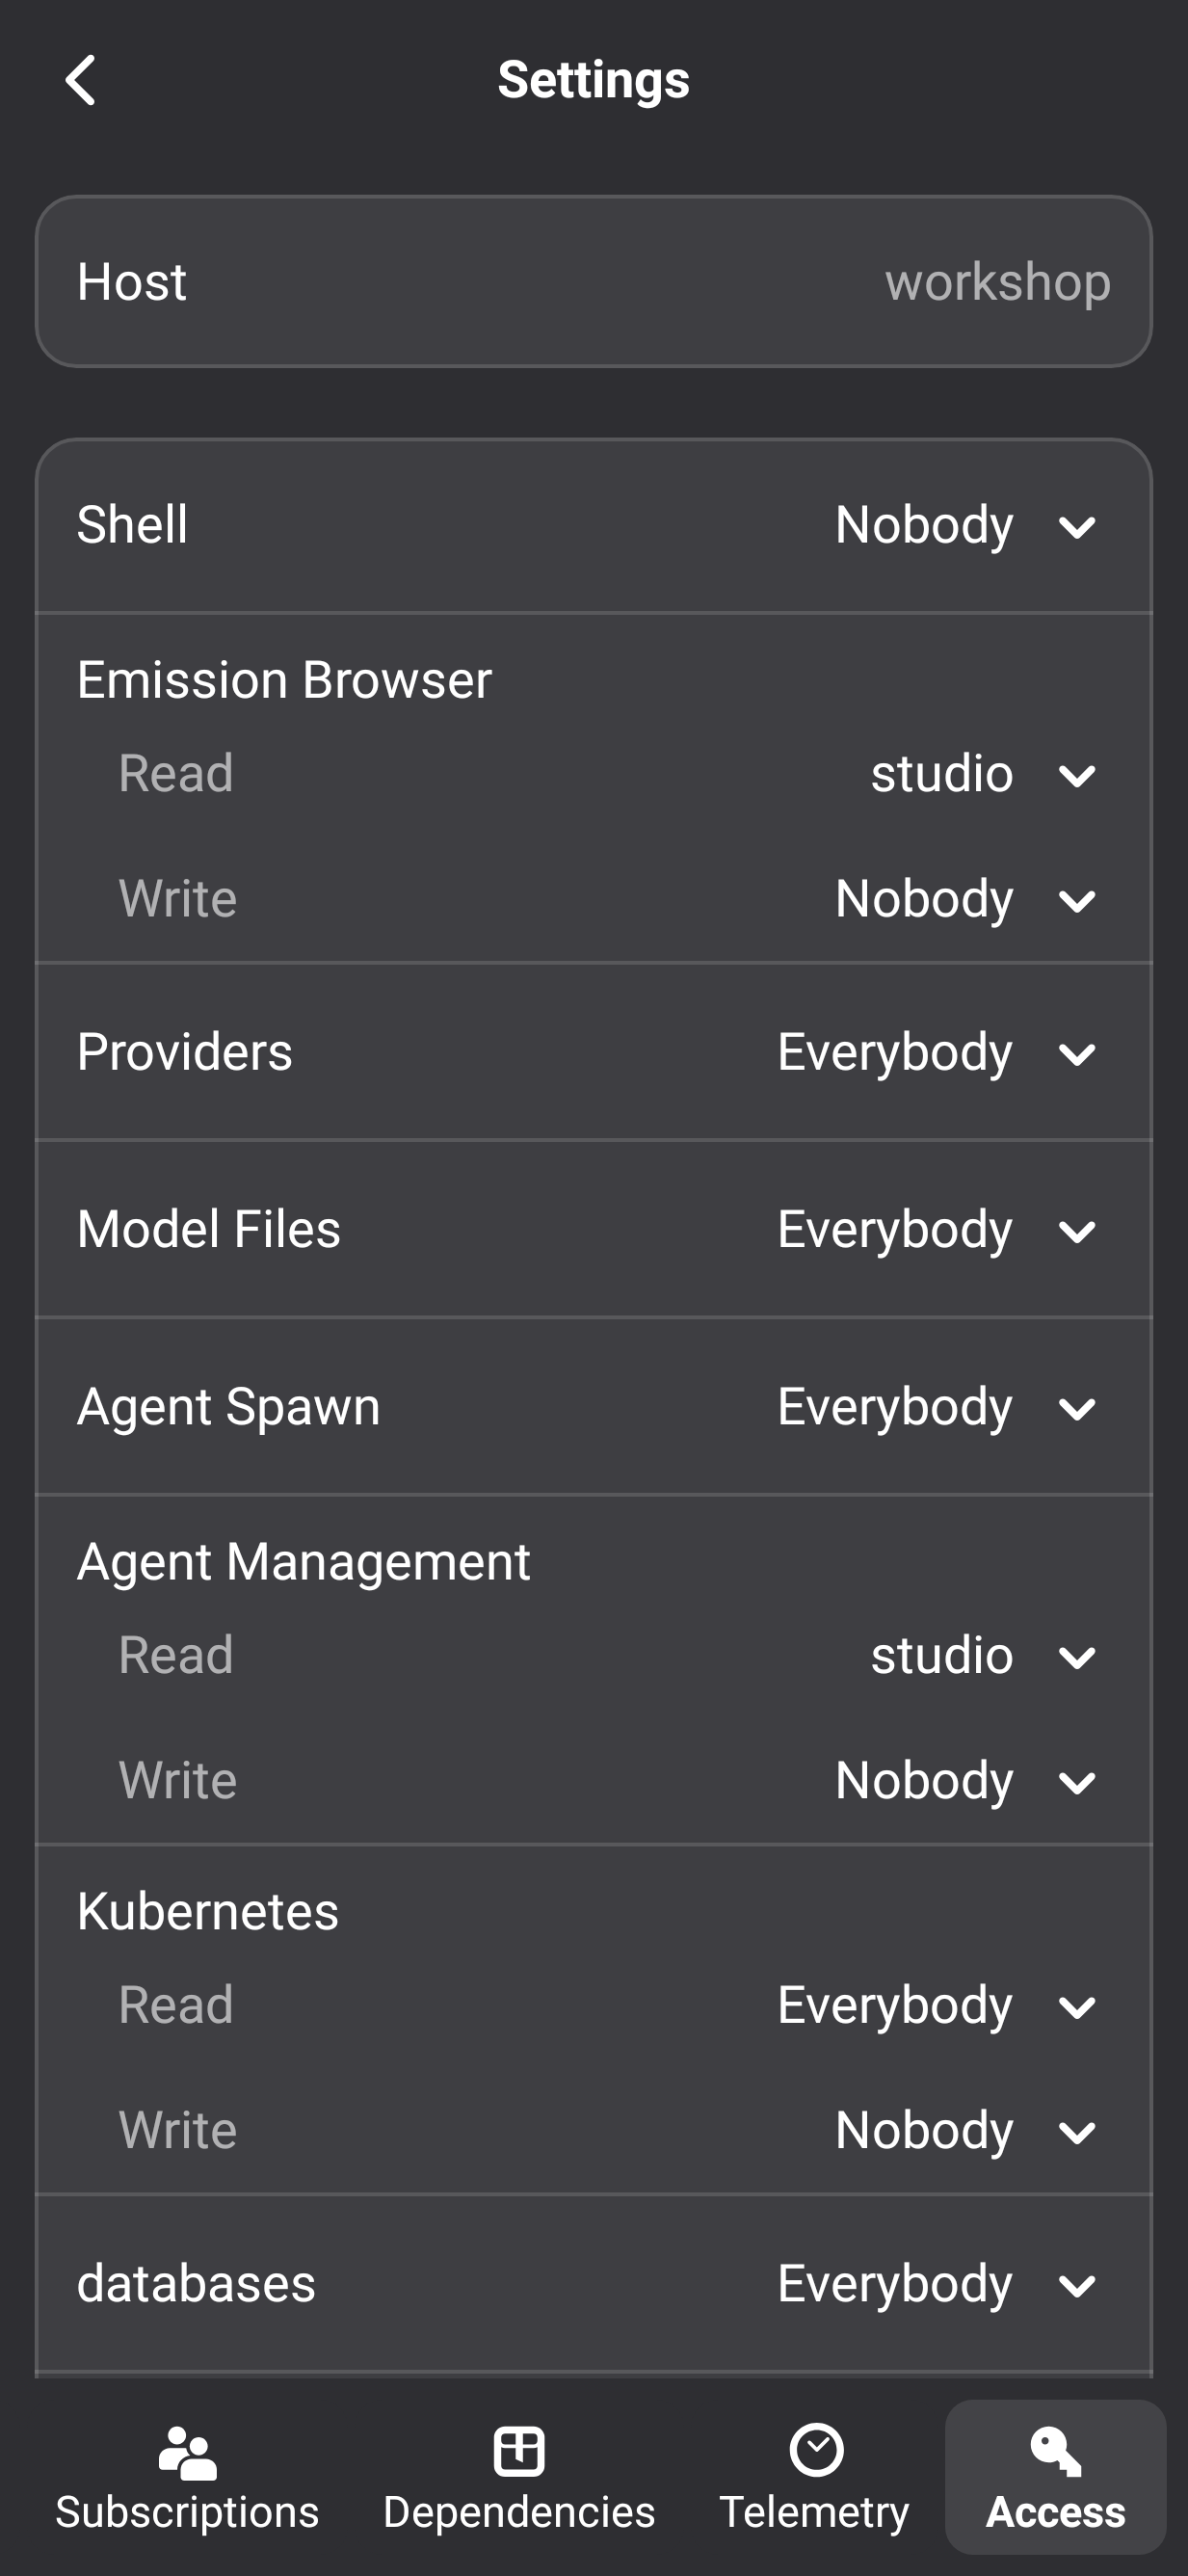 Settings
Host workshop
Shell Nobody
Emission Browser
Read studio
Write Nobody
Providers Everybody
Model Files Everybody
Agent Spawn Everybody
Agent Management
Read studio
Write Nobody
Kubernetes
Read Everybody
Write Nobody
databases Everybody
Subscriptions Dependencies Telemetry Access